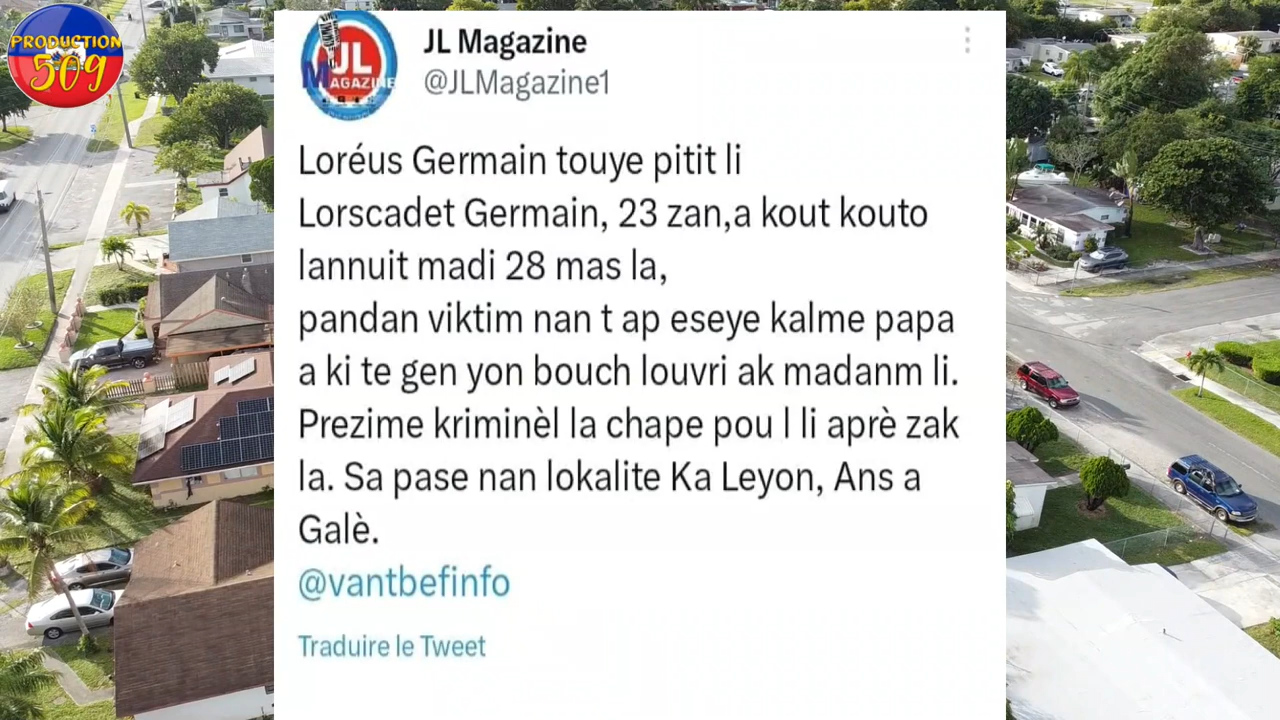 PRODUCTION
509
JL
MAGAZINE
JL Magazine
@JLMagazine1
Loréus Germain touye pitit li
Lorscadet Germain, 23 zan,a kout kouto
lannuit madi 28 mas la,
pandan viktim nan t ap eseye kalme papa
a ki te gen yon bouch louvri ak madanm li.
Prezime kriminèl la chape pou l li aprè zak
la. Sa pase nan lokalite Ka Leyon, Ans a
Galè.
@vantbefinfo
Traduire le Tweet